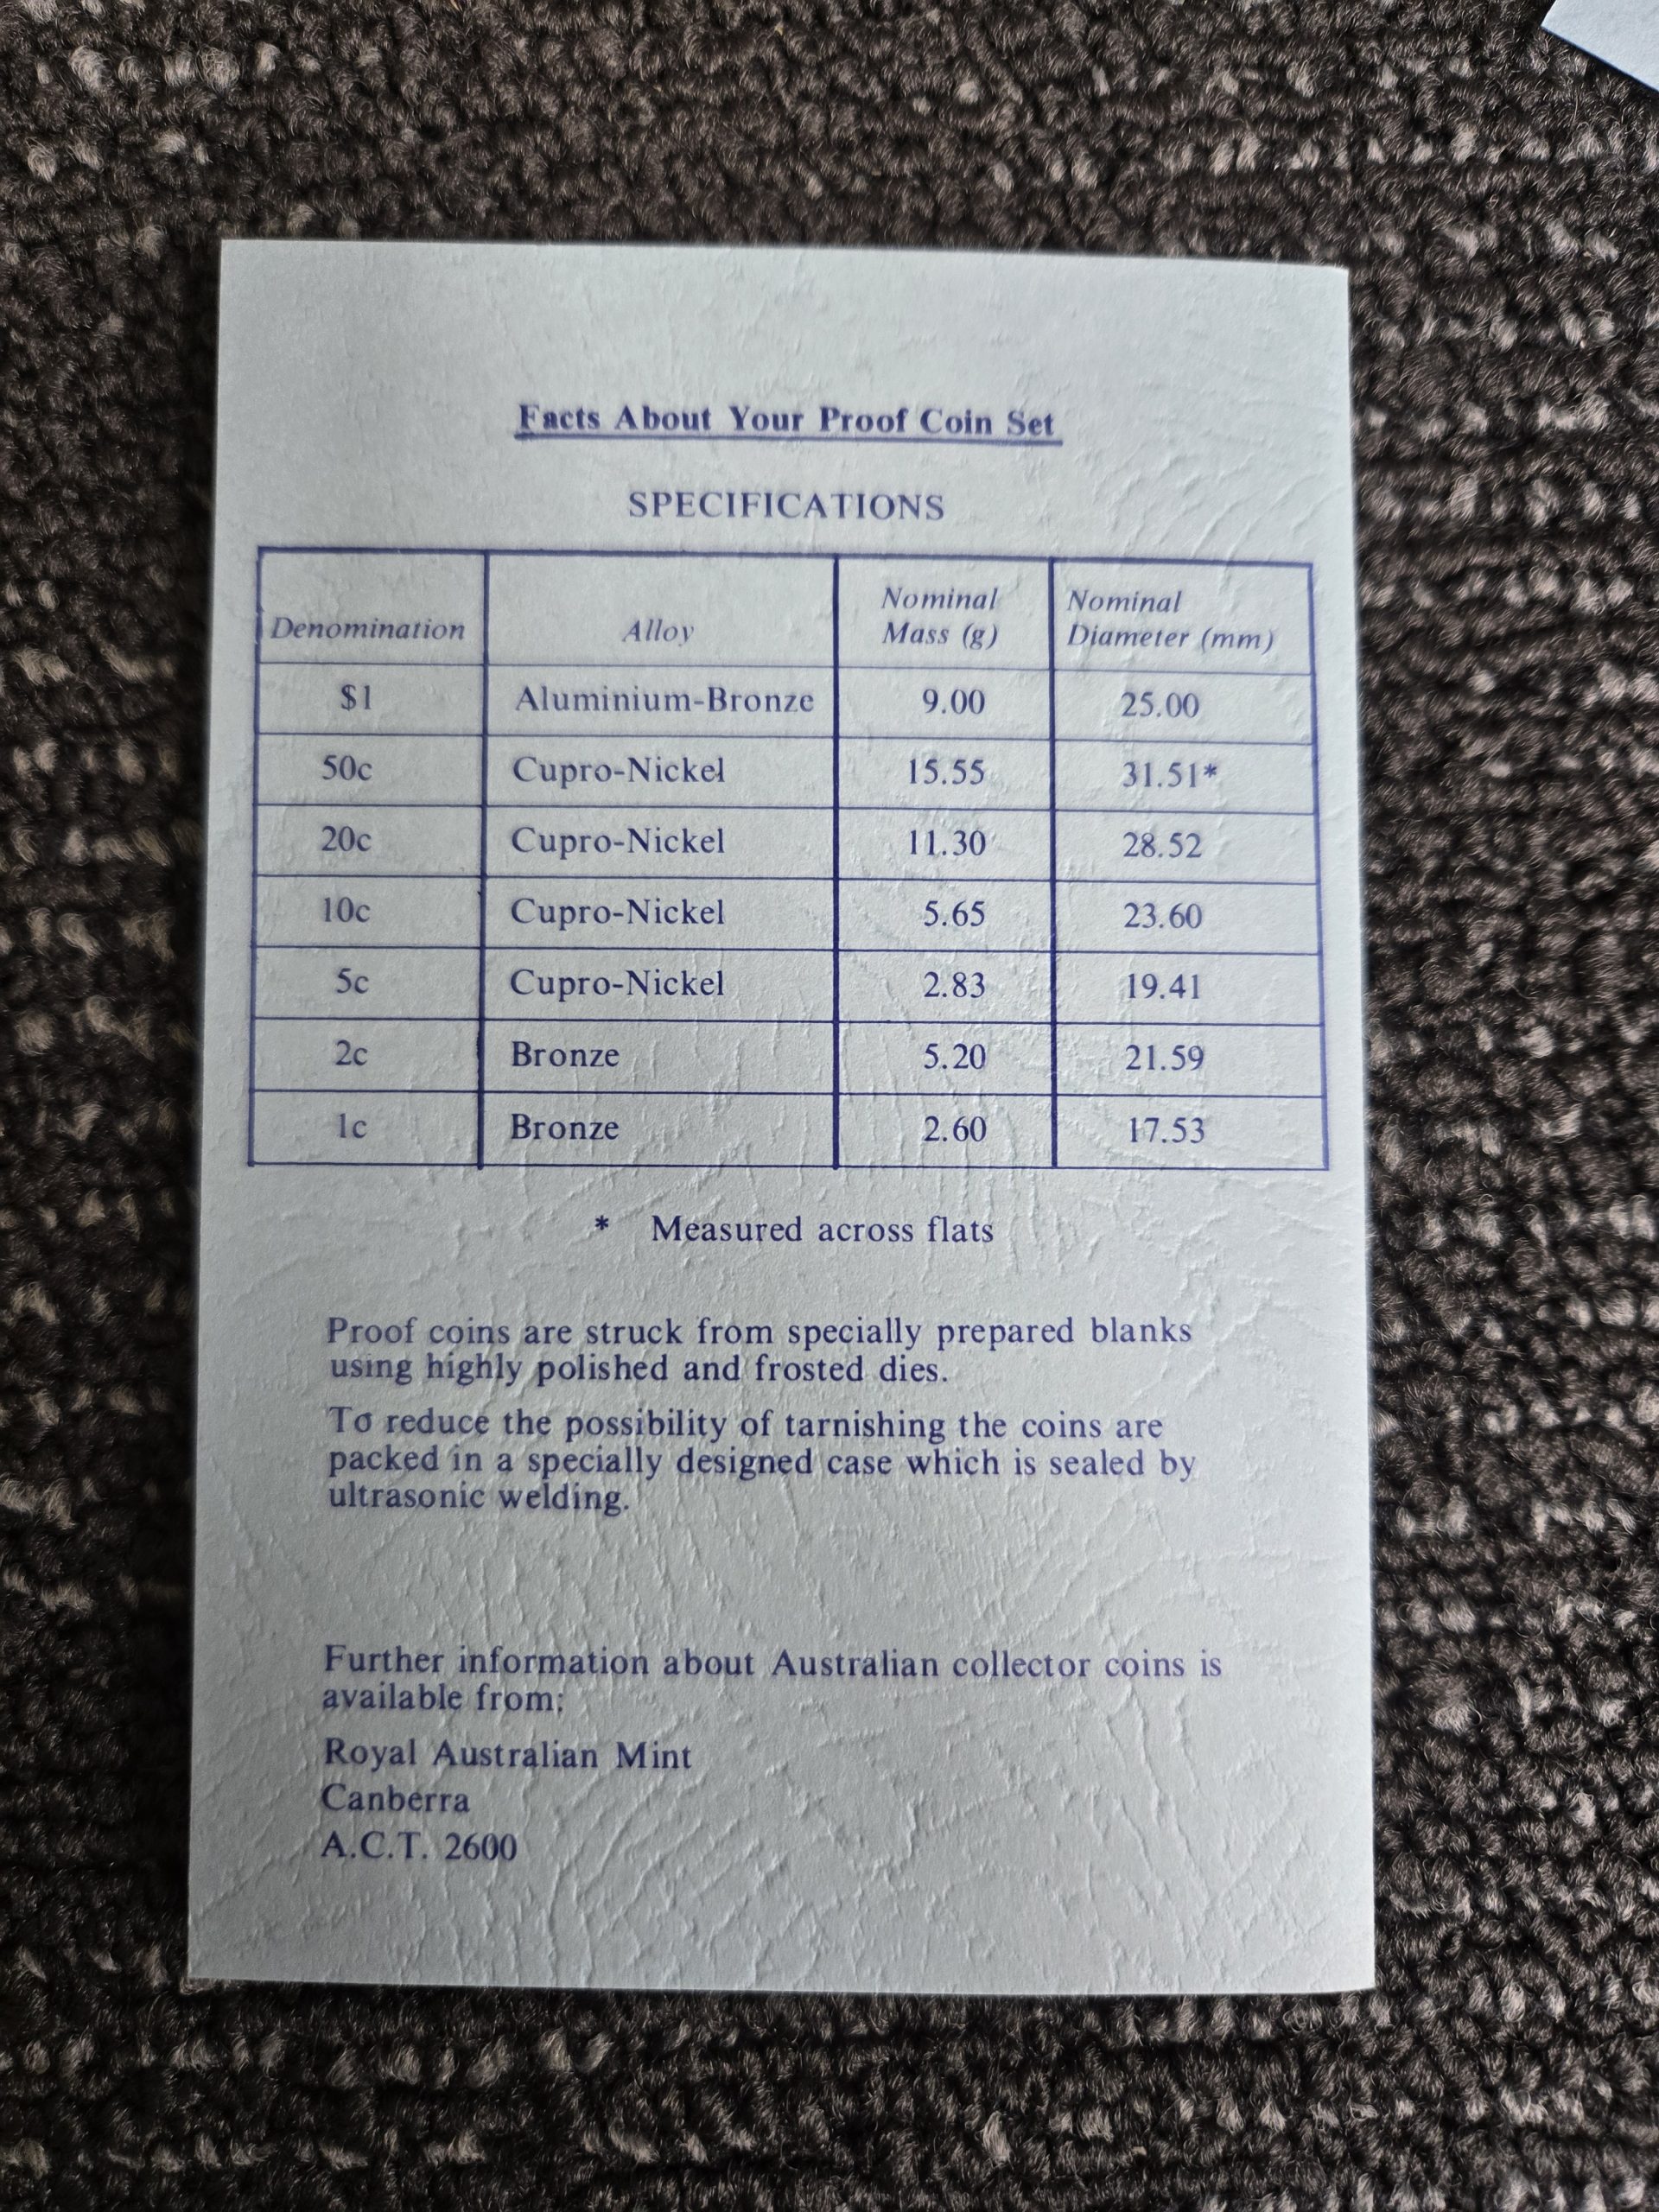 Facts About Your Proof Coin Set
SPECIFICATIONS
Denomination Alloy Nominal Mass (g) Nominal Diameter (mm)
$1 Aluminium-Bronze 9.00 25.00
50c Cupro-Nickel 15.55 31.51*
20c Cupro-Nickel 11.30 28.52
10c Cupro-Nickel 5.65 23.60
5c Cupro-Nickel 2.83 19.41
2c Bronze 5.20 21.59
1c Bronze 2.60 17.53
* Measured across flats
Proof coins are struck from specially prepared blanks
using highly polished and frosted dies.
To reduce the possibility of tarnishing the coins are
packed in a specially designed case which is sealed by
ultrasonic welding.
Further information about Australian collector coins is
available from:
Royal Australian Mint
Canberra
A.C.T. 2600